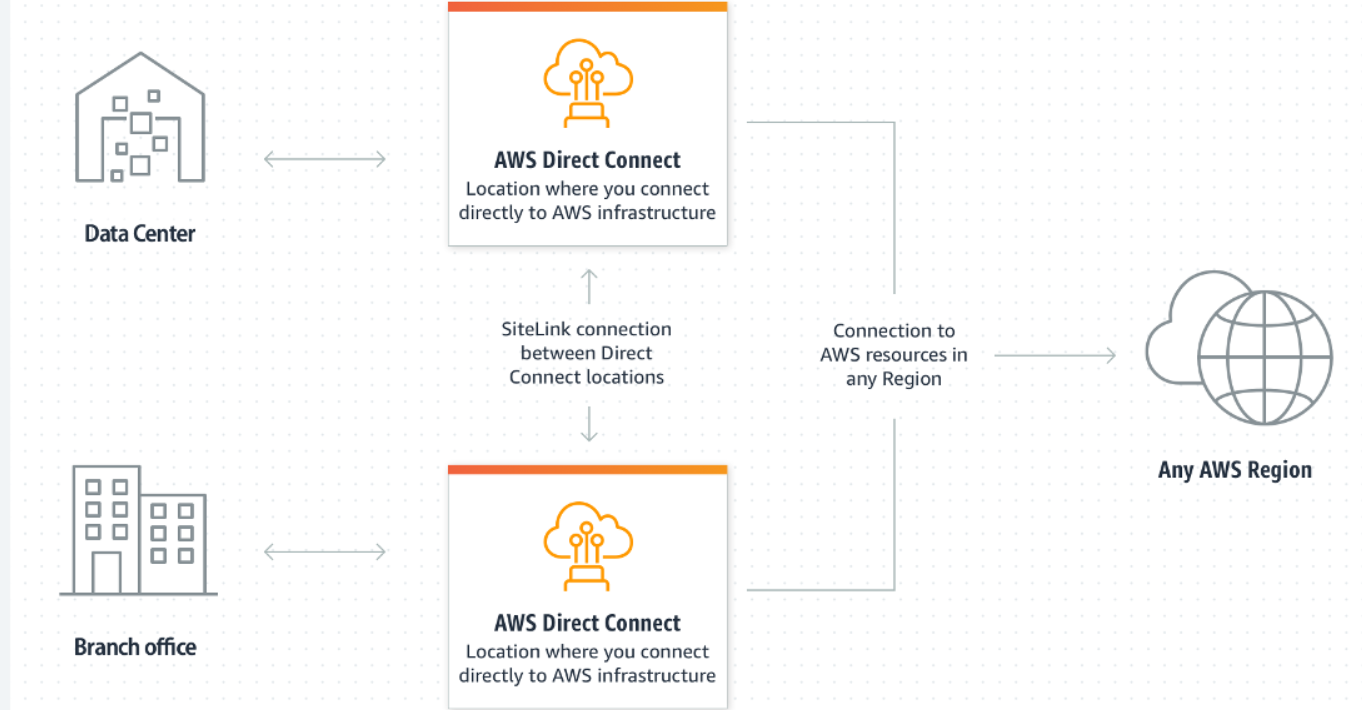 Data Center
AWS Direct Connect
Location where you connect
directly to AWS infrastructure
SiteLink connection
between Direct
Connect locations
Connection to
AWS resources in
any Region
Any AWS Region
Branch office
AWS Direct Connect
Location where you connect
directly to AWS infrastructure